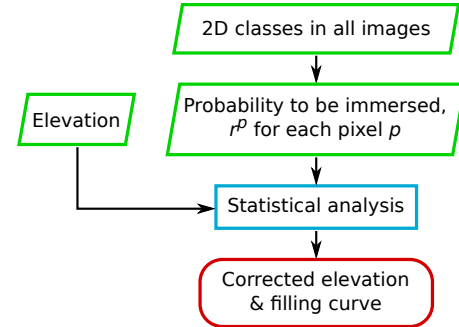 2D classes in all images
Probability to be immersed,
r^p for each pixel p
Elevation
Statistical analysis
Corrected elevation
& filling curve